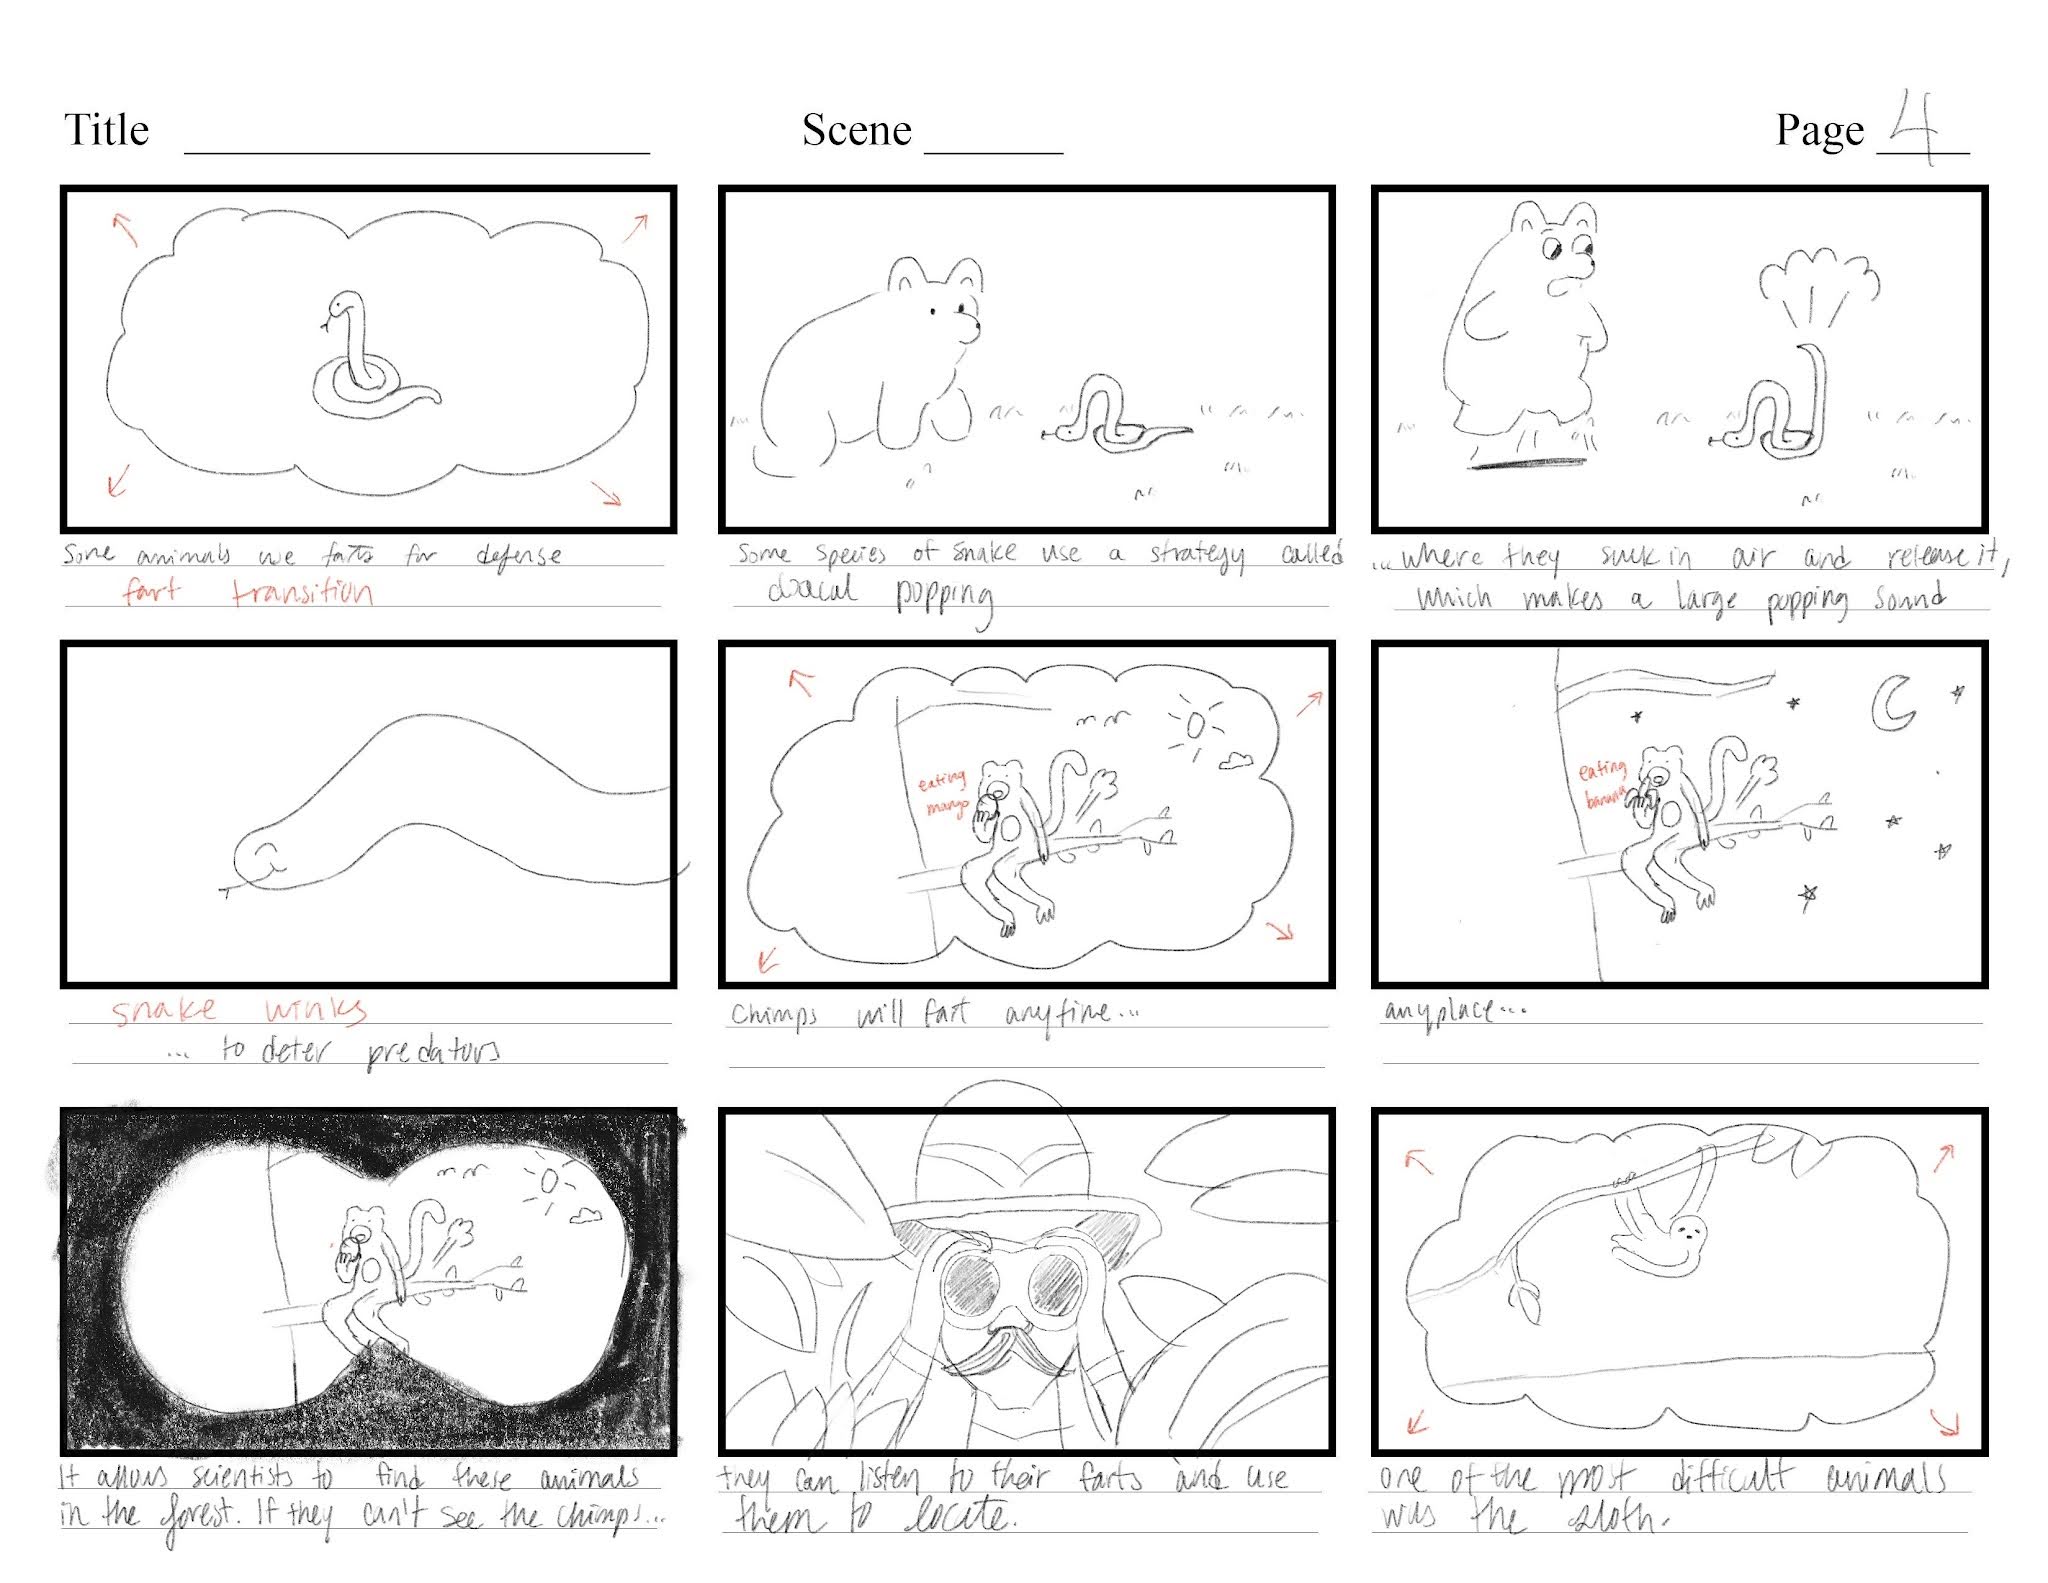 Title
Scene
Page 4
Some animals use farts for defense
fart transition
Some species of snake use a strategy called
cloacal popping
...where they suck in air and release it,
which makes a large popping sound
snake winks
... to deter predators
eating
mango
Chimps will fart anytime...
eating
banana
anyplace...
It allows scientists to find these animals
in the forest. If they can't see the chimps...
they can listen to their farts and use
them to locate.
one of the most difficult animals
was the sloth.